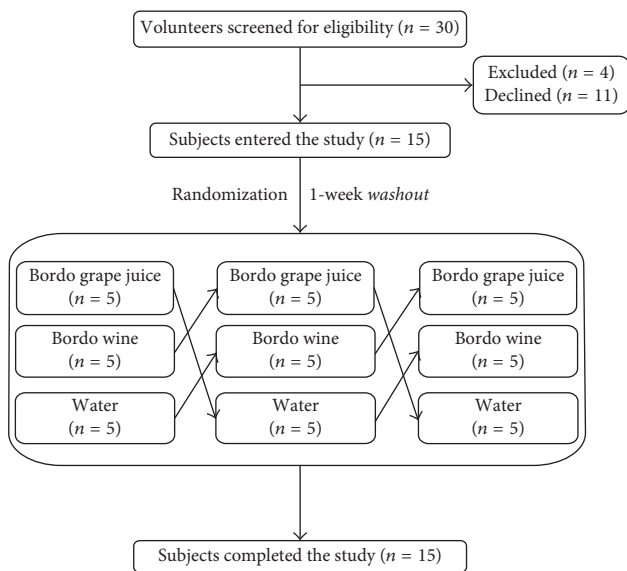 Volunteers screened for eligibility (n = 30)
Excluded (n = 4)
Declined (n = 11)
Subjects entered the study (n = 15)
Randomization 1-week washout
Bordo grape juice
(n = 5)
Bordo grape juice
(n = 5)
Bordo grape juice
(n = 5)
Bordo wine
(n = 5)
Bordo wine
(n = 5)
Bordo wine
(n = 5)
Water
(n = 5)
Water
(n = 5)
Water
(n = 5)
Subjects completed the study (n = 15)